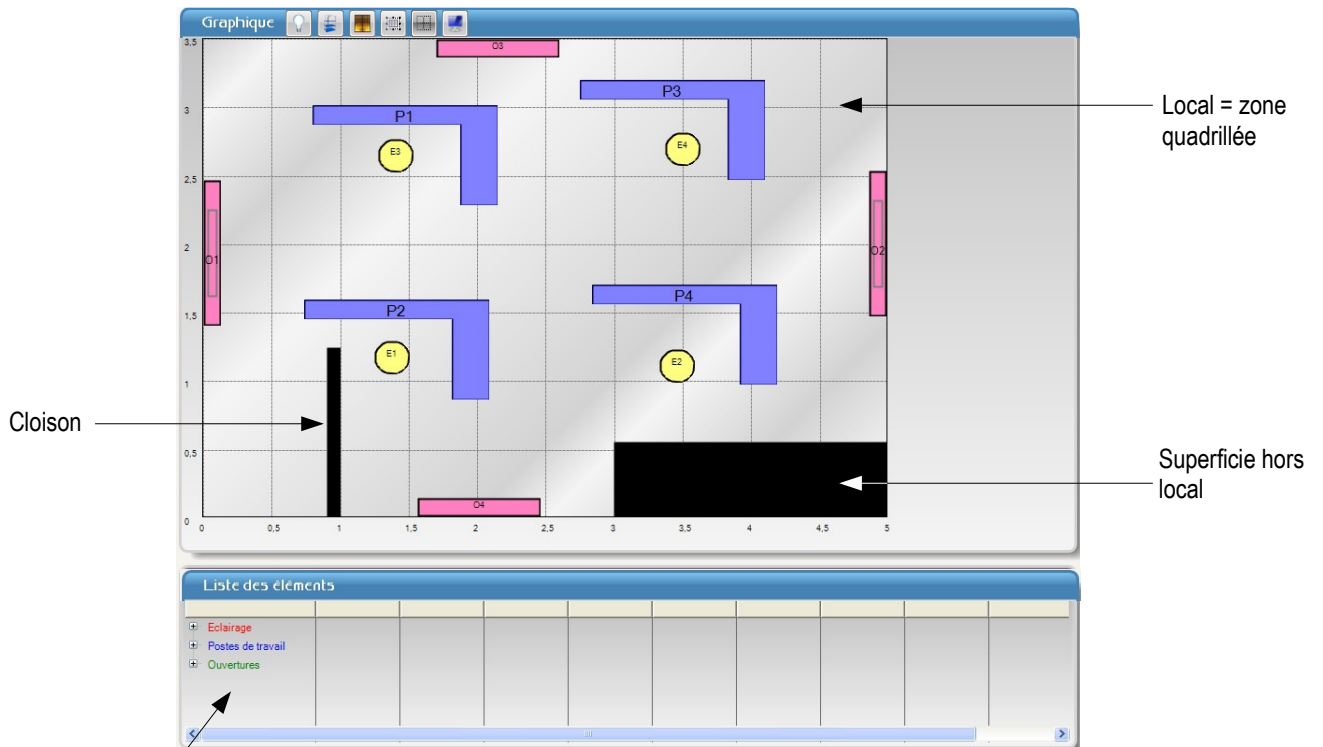 Graphique
3,5
O3
P3
3
P1
Local = zone
quadrillée
E3
E4
2,5
2
O1
O2
P4
P2
1,5
E1
E2
1
Cloison
0,5
Superficie hors
local
O4
0
0
0,5
1
1,5
2
2,5
3
3,5
4
4,5
5
Liste des éléments
Eclairage
Postes de travail
Ouvertures